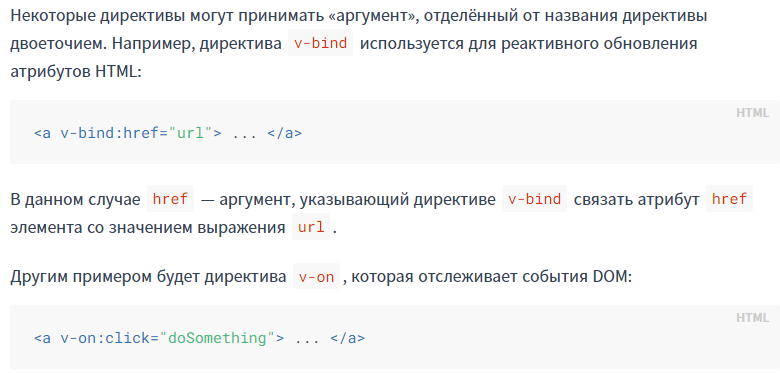 Некоторые директивы могут принимать «аргумент», отделённый от названия директивы
двоеточием. Например, директива v-bind используется для реактивного обновления
атрибутов HTML:
HTML
<a v-bind:href="url"> ... </a>
В данном случае href — аргумент, указывающий директиве v-bind связать атрибут href
элемента со значением выражения url .
Другим примером будет директива v-on , которая отслеживает события DOM:
HTML
<a v-on:click="doSomething"> ... </a>